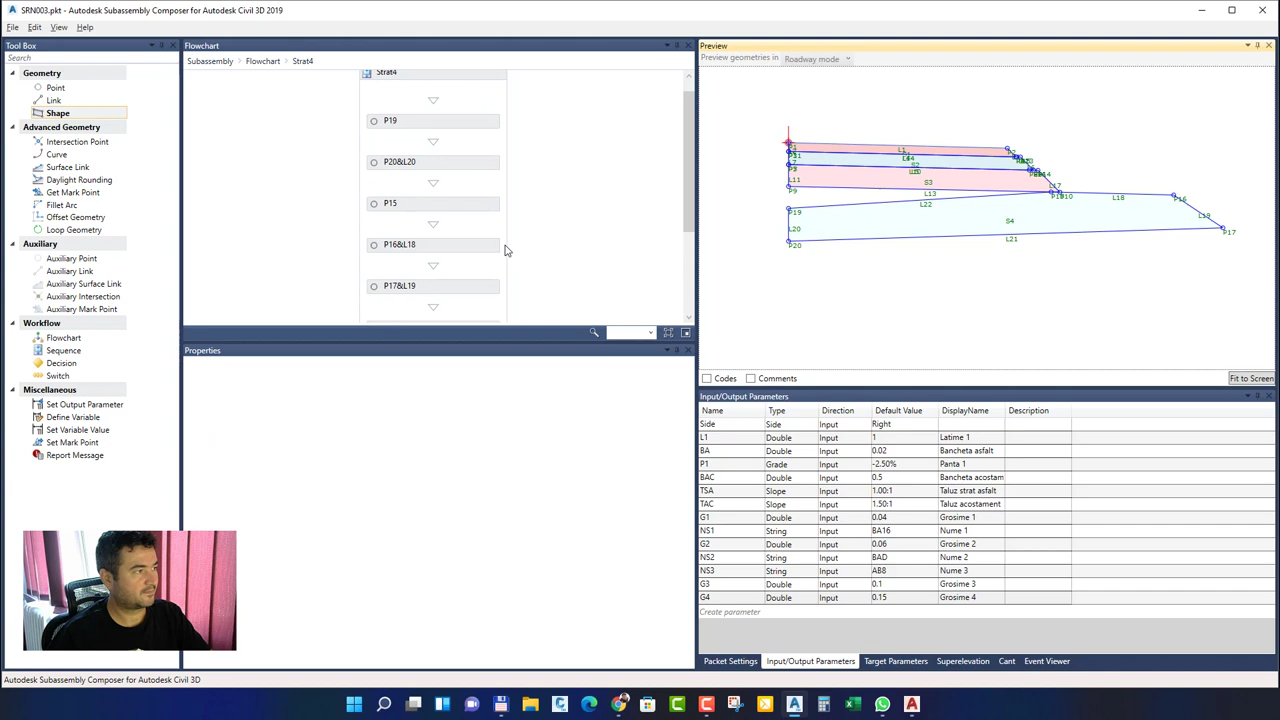 SRN003.pkt - Autodesk Subassembly Composer for Autodesk Civil 3D 2019
File Edit View Help
Tool Box
Search
Geometry
Point
Link
Shape
Advanced Geometry
Intersection Point
Curve
Surface Link
Daylight Rounding
Get Mark Point
Fillet Arc
Offset Geometry
Loop Geometry
Auxiliary
Auxiliary Point
Auxiliary Link
Auxiliary Surface Link
Auxiliary Intersection
Auxiliary Mark Point
Workflow
Flowchart
Sequence
Decision
Switch
Miscellaneous
Set Output Parameter
Define Variable
Set Variable Value
Set Mark Point
Report Message
Flowchart
Subassembly Flowchart Strat4
Strat4
P19
P20&L20
P15
P16&L18
P17&L19
Properties
Preview
Preview geometries in Roadway mode
L1
S2
S3
L11
L17
P9
L13
L18
P16
P19
L22
L19
L20
S4
P17
L21
P20
Codes Comments Fit to Screen
Input/Output Parameters
Name Type Direction Default Value DisplayName Description
Side Side Input Right
L1 Double Input 1 Latime 1
BA Double Input 0.02 Bancheta asfalt
P1 Grade Input -2.50% Panta 1
BAC Double Input 0.5 Bancheta acostam
TSA Slope Input 1.00:1 Taluz strat asfalt
TAC Slope Input 1.50:1 Taluz acostament
G1 Double Input 0.04 Grosime 1
NS1 String Input BA16 Nume 1
G2 Double Input 0.06 Grosime 2
NS2 String Input BAD Nume 2
NS3 String Input AB8 Nume 3
G3 Double Input 0.1 Grosime 3
G4 Double Input 0.15 Grosime 4
Create parameter
Packet Settings Input/Output Parameters Target Parameters Superelevation Cant Event Viewer
Autodesk Subassembly Composer for Autodesk Civil 3D